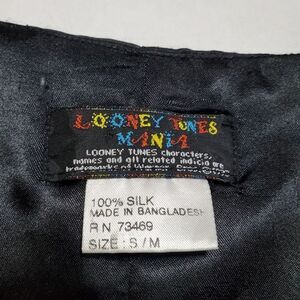 LOONEY TUNES
MANIA
LOONEY TUNES characters,
names and all related indicia are
trademarks of Warner Bros.
100% SILK
MADE IN BANGLADESH
R N 73469
SIZE : S / M